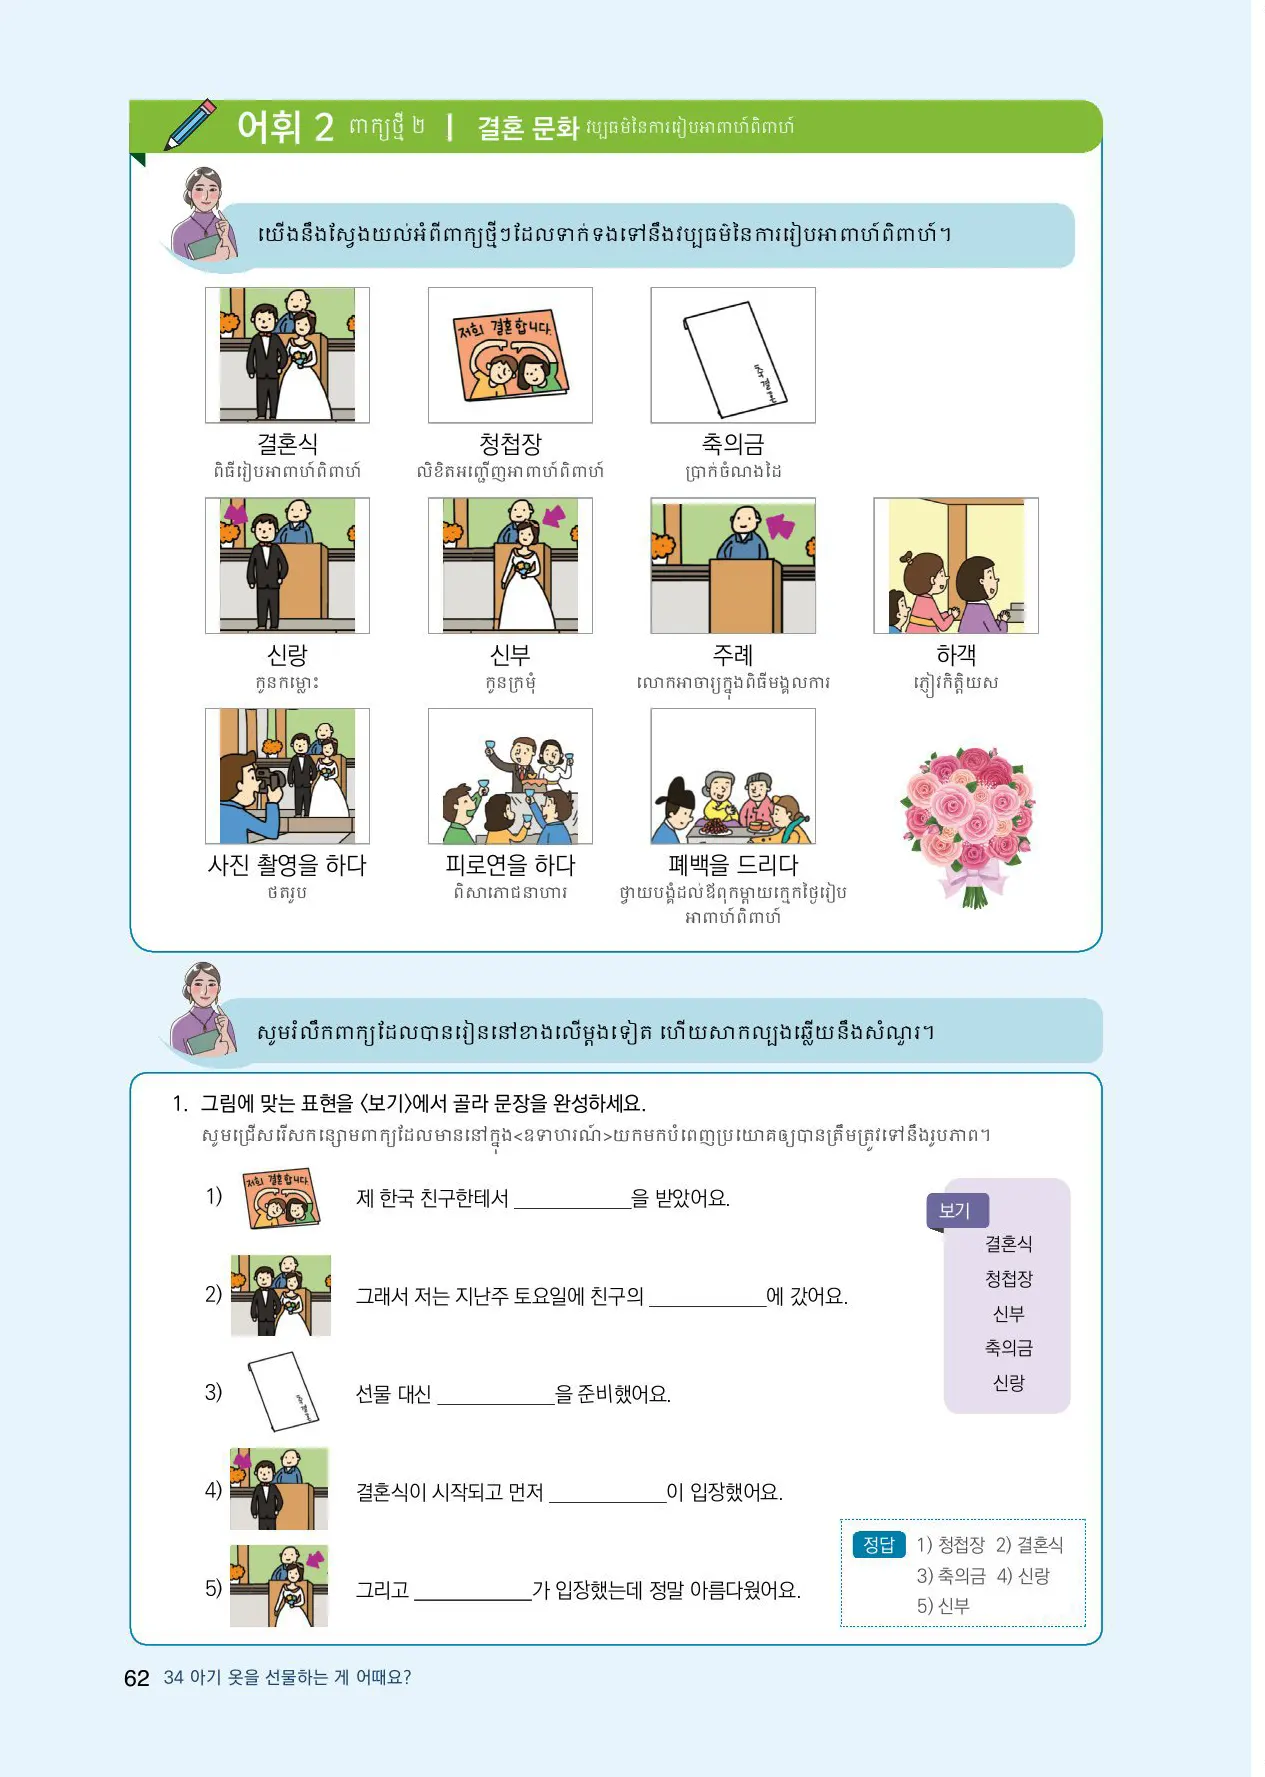 어휘 2 ពាក្យថ្មី ២ | 결혼 문화 វប្បធម៌នៃការរៀបអាពាហ៍ពិពាហ៍
យើងនឹងស្វែងយល់អំពីពាក្យថ្មីៗដែលទាក់ទងទៅនឹងវប្បធម៌នៃការរៀបអាពាហ៍ពិពាហ៍។
저희 결혼합니다.
결혼식 청첩장 축의금
ពិធីរៀបអាពាហ៍ពិពាហ៍ លិខិតអញ្ជើញអាពាហ៍ពិពាហ៍ ប្រាក់ចំណងដៃ
신랑 신부 주례 하객
កូនកម្លោះ កូនក្រមុំ លោកអាចារ្យក្នុងពិធីមង្គលការ ភ្ញៀវកិត្តិយស
사진 촬영을 하다 피로연을 하다 폐백을 드리다
ថតរូប ពិសាភោជនាហារ ថ្វាយបង្គំដល់ឪពុកម្តាយក្មេកថ្ងៃរៀប
អាពាហ៍ពិពាហ៍
សូមរំលឹកពាក្យដែលបានរៀននៅខាងលើម្តងទៀត ហើយសាកល្បងឆ្លើយនឹងសំណួរ។
1. 그림에 맞는 표현을 <보기>에서 골라 문장을 완성하세요.
សូមជ្រើសរើសកន្សោមពាក្យដែលមាននៅក្នុង<ឧទាហរណ៍>យកមកបំពេញប្រយោគឲ្យបានត្រឹមត្រូវទៅនឹងរូបភាព។
1) 저희 결혼합니다. 제 한국 친구한테서 ____________을 받았어요.
2) 그래서 저는 지난주 토요일에 친구의 ____________에 갔어요.
3) 선물 대신 ____________을 준비했어요.
4) 결혼식이 시작되고 먼저 ____________이 입장했어요.
5) 그리고 ____________가 입장했는데 정말 아름다웠어요.
보기
결혼식
청첩장
신부
축의금
신랑
정답 1) 청첩장 2) 결혼식
3) 축의금 4) 신랑
5) 신부
62 34 아기 옷을 선물하는 게 어때요?